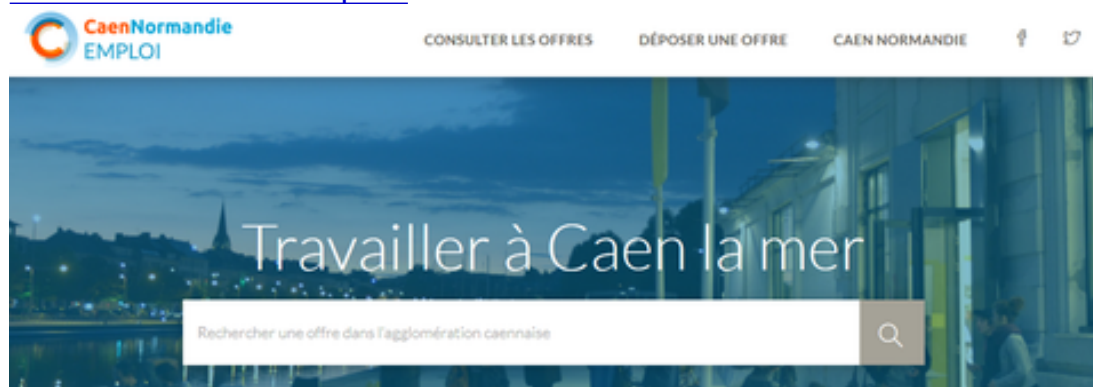 CaenNormandie
EMPLOI
CONSULTER LES OFFRES
DÉPOSER UNE OFFRE
CAEN NORMANDIE
Travailler à Caen la mer
Rechercher une offre dans l'agglomération caennaise